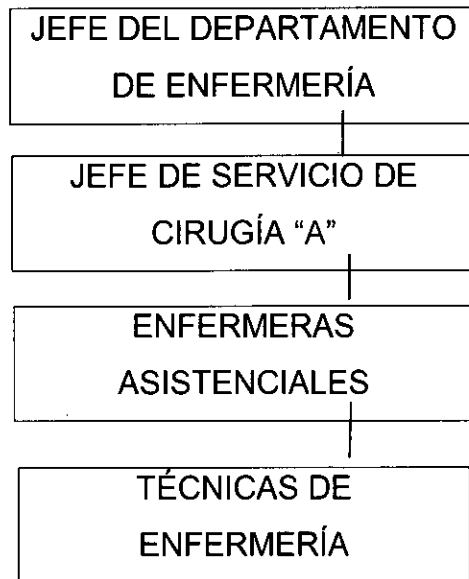 JEFE DEL DEPARTAMENTO
DE ENFERMERÍA
JEFE DE SERVICIO DE
CIRUGÍA “A”
ENFERMERAS
ASISTENCIALES
TÉCNICAS DE
ENFERMERÍA